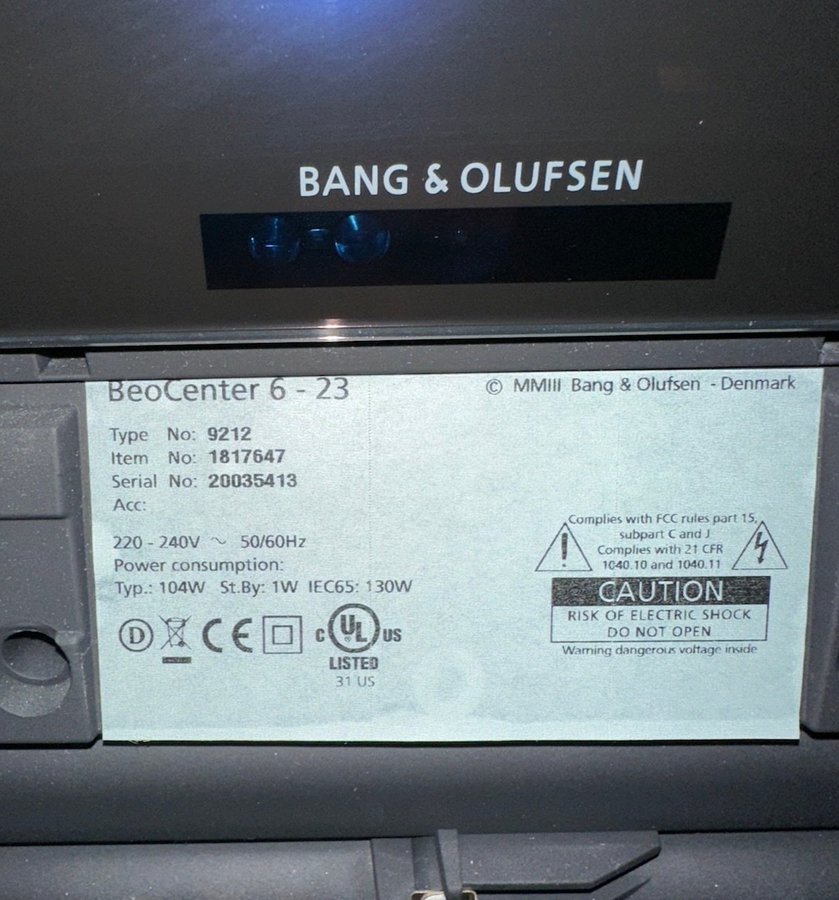 BANG & OLUFSEN
BeoCenter 6 - 23
© MMIII Bang & Olufsen - Denmark
Type No: 9212
Item No: 1817647
Serial No: 20035413
Acc:
220 - 240V ~ 50/60Hz
Power consumption:
Typ.: 104W St.By: 1W IEC65: 130W
D CE c UL US
LISTED
31 US
Complies with FCC rules part 15,
subpart C and J
Complies with 21 CFR
1040.10 and 1040.11
!
CAUTION
RISK OF ELECTRIC SHOCK
DO NOT OPEN
Warning dangerous voltage inside